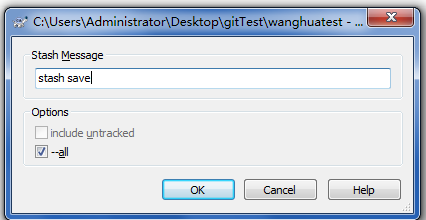 C:\Users\Administrator\Desktop\gitTest\wanghuatest - ...
Stash Message
stash save
Options
include untracked
--all
OK
Cancel
Help